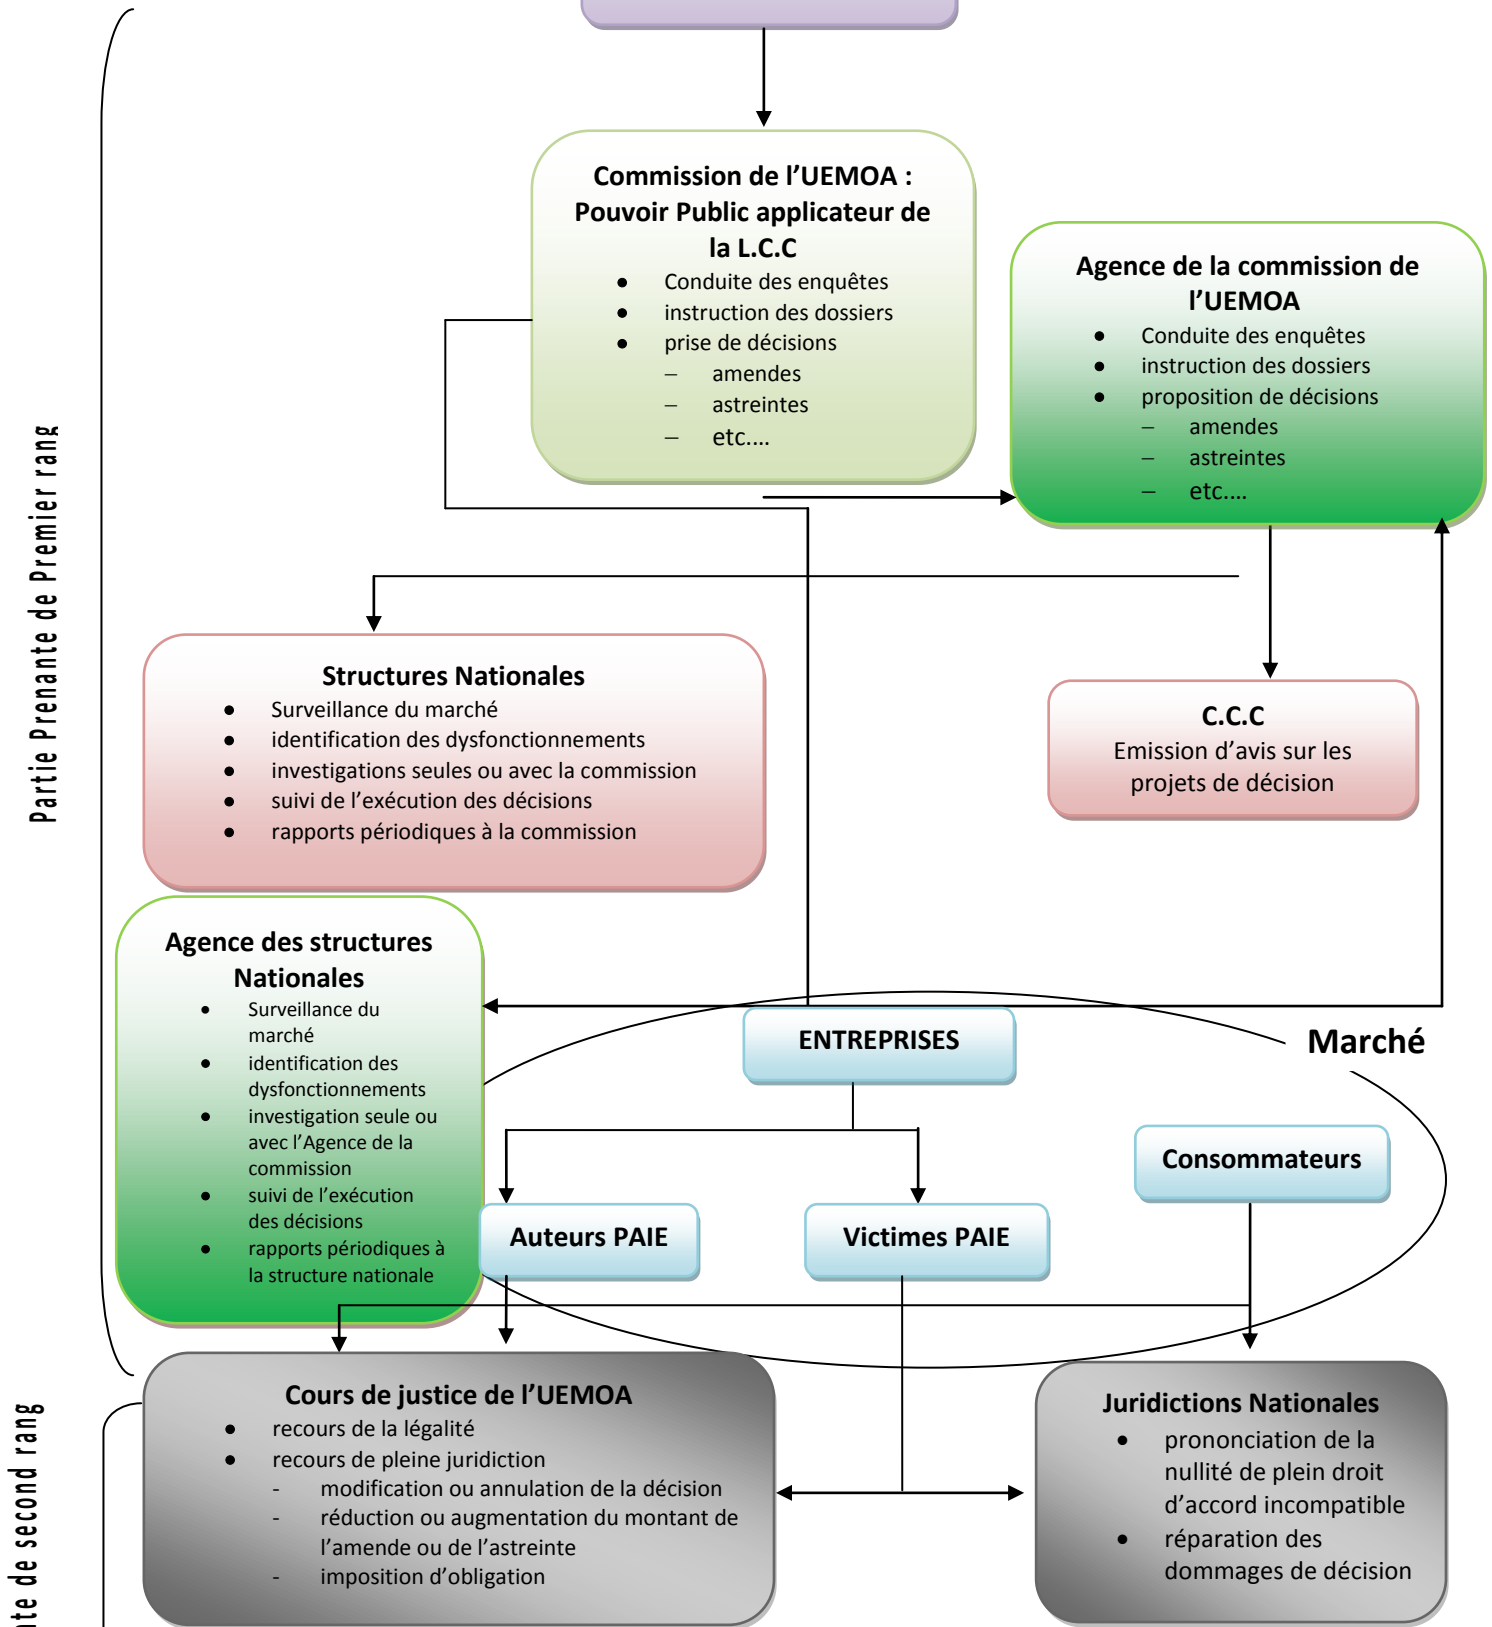 Partie Prenante de Premier rang
Commission de l’UEMOA :
Pouvoir Public applicateur de
la L.C.C
● Conduite des enquêtes
● instruction des dossiers
● prise de décisions
– amendes
– astreintes
– etc....
Agence de la commission de
l’UEMOA
● Conduite des enquêtes
● instruction des dossiers
● proposition de décisions
– amendes
– astreintes
– etc....
Structures Nationales
● Surveillance du marché
● identification des dysfonctionnements
● investigations seules ou avec la commission
● suivi de l’exécution des décisions
● rapports périodiques à la commission
C.C.C
Emission d’avis sur les
projets de décision
Agence des structures
Nationales
● Surveillance du
marché
● identification des
dysfonctionnements
● investigation seule ou
avec l’Agence de la
commission
● suivi de l’exécution
des décisions
● rapports périodiques à
la structure nationale
ENTREPRISES
Marché
Consommateurs
Auteurs PAIE
Victimes PAIE
nte de second rang
Cours de justice de l’UEMOA
● recours de la légalité
● recours de pleine juridiction
- modification ou annulation de la décision
- réduction ou augmentation du montant de
l’amende ou de l’astreinte
- imposition d’obligation
Juridictions Nationales
● prononciation de la
nullité de plein droit
d’accord incompatible
● réparation des
dommages de décision